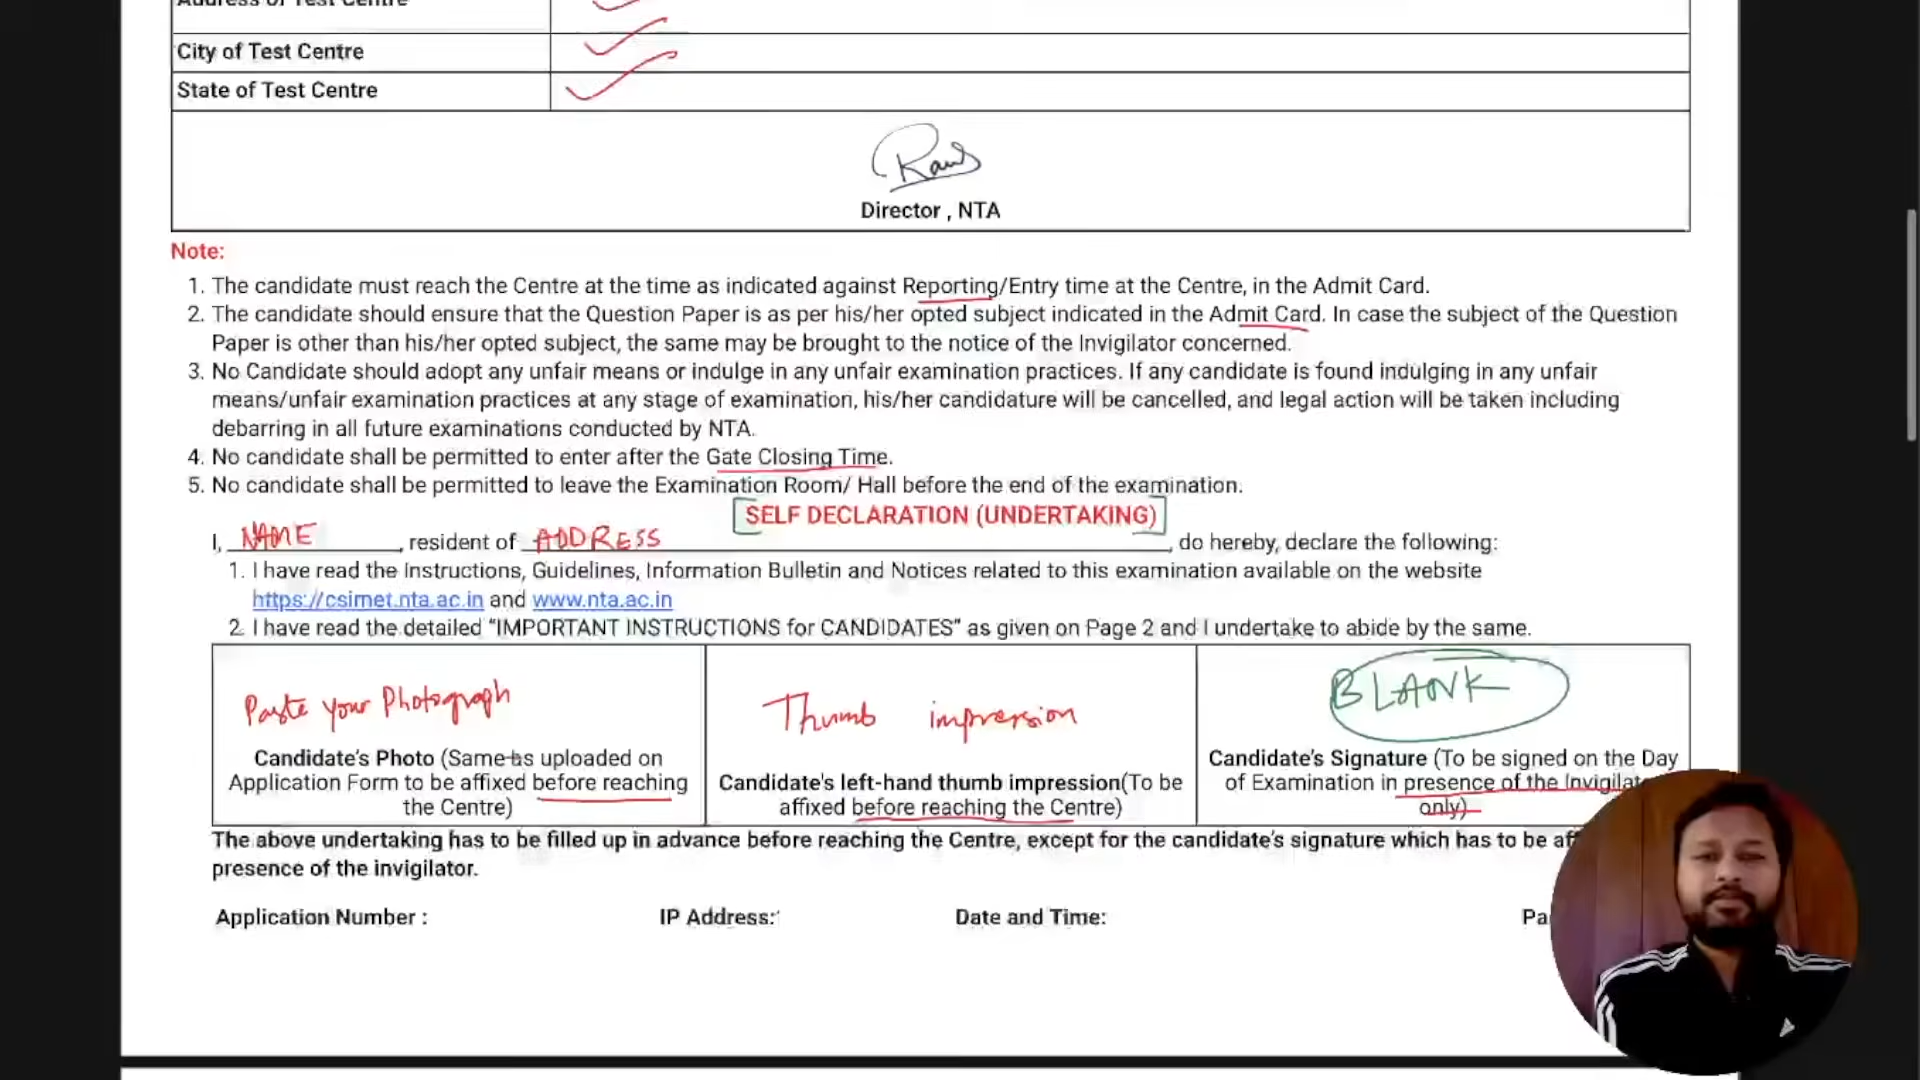 Address of Test Centre
City of Test Centre
State of Test Centre
Director , NTA
Note:
1. The candidate must reach the Centre at the time as indicated against Reporting/Entry time at the Centre, in the Admit Card.
2. The candidate should ensure that the Question Paper is as per his/her opted subject indicated in the Admit Card. In case the subject of the Question
Paper is other than his/her opted subject, the same may be brought to the notice of the Invigilator concerned.
3. No Candidate should adopt any unfair means or indulge in any unfair examination practices. If any candidate is found indulging in any unfair
means/unfair examination practices at any stage of examination, his/her candidature will be cancelled, and legal action will be taken including
debarring in all future examinations conducted by NTA.
4. No candidate shall be permitted to enter after the Gate Closing Time.
5. No candidate shall be permitted to leave the Examination Room/ Hall before the end of the examination.
SELF DECLARATION (UNDERTAKING)
I, NAME, resident of ADDRESS, do hereby, declare the following:
1. I have read the Instructions, Guidelines, Information Bulletin and Notices related to this examination available on the website
https://csirnet.nta.ac.in and www.nta.ac.in
2. I have read the detailed "IMPORTANT INSTRUCTIONS for CANDIDATES" as given on Page 2 and I undertake to abide by the same.
Paste your Photograph
Candidate's Photo (Same as uploaded on
Application Form to be affixed before reaching
the Centre)
Thumb impression
Candidate's left-hand thumb impression(To be
affixed before reaching the Centre)
BLANK
Candidate's Signature (To be signed on the Day
of Examination in presence of the Invigilat
only)
The above undertaking has to be filled up in advance before reaching the Centre, except for the candidate's signature which has to be af
presence of the invigilator.
Application Number :
IP Address:
Date and Time:
Pa